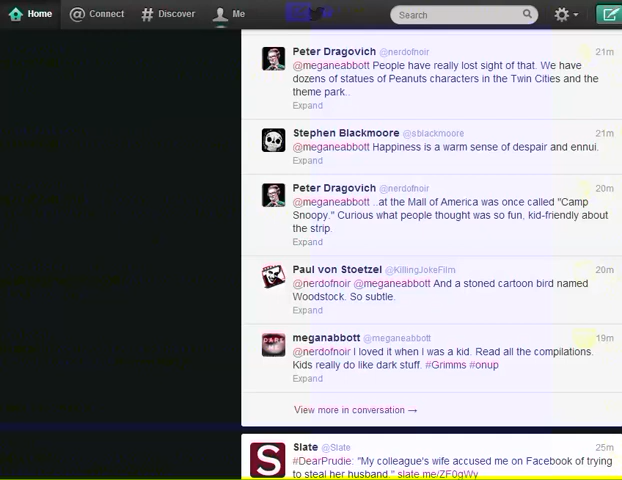 Home Connect Discover Me Search
Peter Dragovich @nerdofnoir 21m
@meganeabbott People have really lost sight of that. We have
dozens of statues of Peanuts characters in the Twin Cities and the
theme park..
Expand
Stephen Blackmoore @sblackmoore 21m
@meganeabbott Happiness is a warm sense of despair and ennui.
Expand
Peter Dragovich @nerdofnoir 20m
@meganeabbott ..at the Mall of America was once called "Camp
Snoopy." Curious what people thought was so fun, kid-friendly about
the strip.
Expand
Paul von Stoetzel @KillingJokeFilm 20m
@nerdofnoir @meganeabbott And a stoned cartoon bird named
Woodstock. So subtle.
Expand
meganabbott @meganeabbott 19m
DARE ME
@nerdofnoir I loved it when I was a kid. Read all the compilations.
Kids really do like dark stuff. #Grimms #onup
Expand
View more in conversation →
Slate @Slate 25m
S
#DearPrudie: "My colleague's wife accused me on Facebook of trying
to steal her husband." slate.me/ZF0gWy